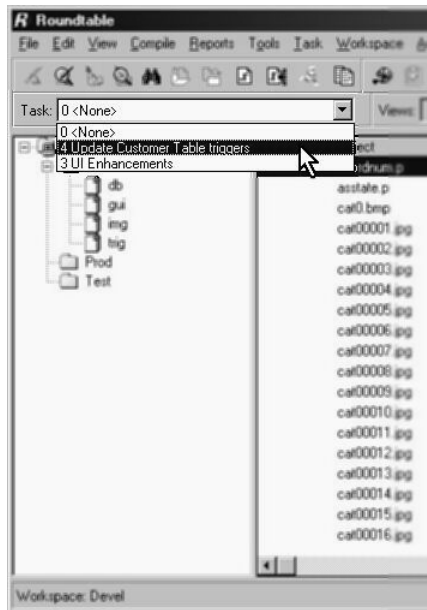 Roundtable
File Edit View Compile Reports Tools Task Workspace
Task: 0 <None>
Views:
0 <None>
4 Update Customer Table triggers
3 UI Enhancements
db
gui
img
trig
Prod
Test
asstate.p
cat0.bmp
cat00001.jpg
cat00002.jpg
cat00003.jpg
cat00004.jpg
cat00005.jpg
cat00006.jpg
cat00007.jpg
cat00008.jpg
cat00009.jpg
cat00010.jpg
cat00011.jpg
cat00012.jpg
cat00013.jpg
cat00014.jpg
cat00015.jpg
cat00016.jpg
Workspace: Devel